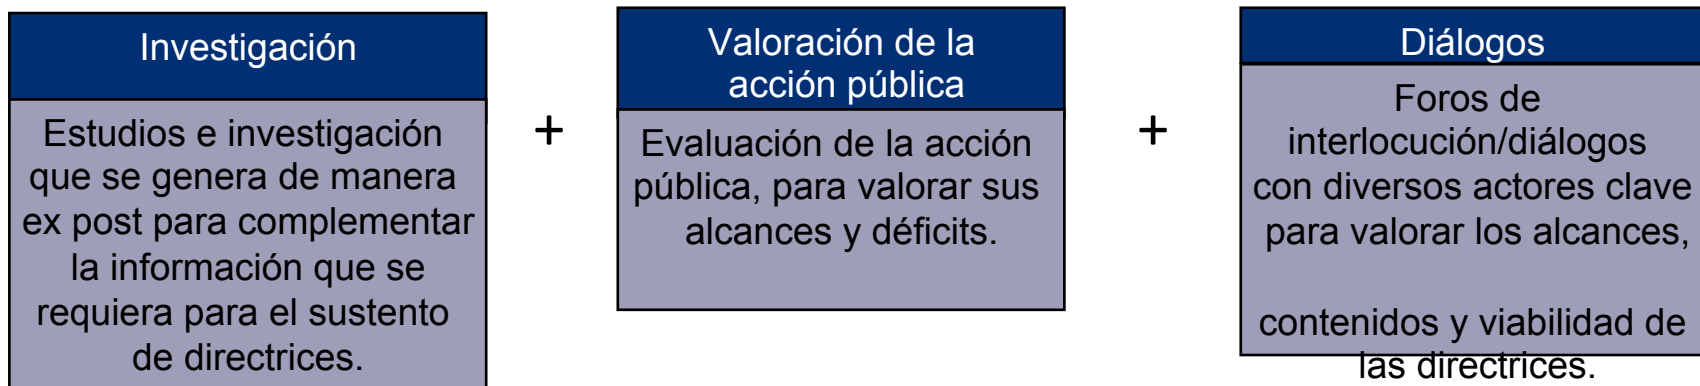 Investigación
Estudios e investigación
que se genera de manera
ex post para complementar
la información que se
requiera para el sustento
de directrices.
+
Valoración de la
acción pública
Evaluación de la acción
pública, para valorar sus
alcances y déficits.
+
Diálogos
Foros de
interlocución/diálogos
con diversos actores clave
para valorar los alcances,
contenidos y viabilidad de
las directrices.